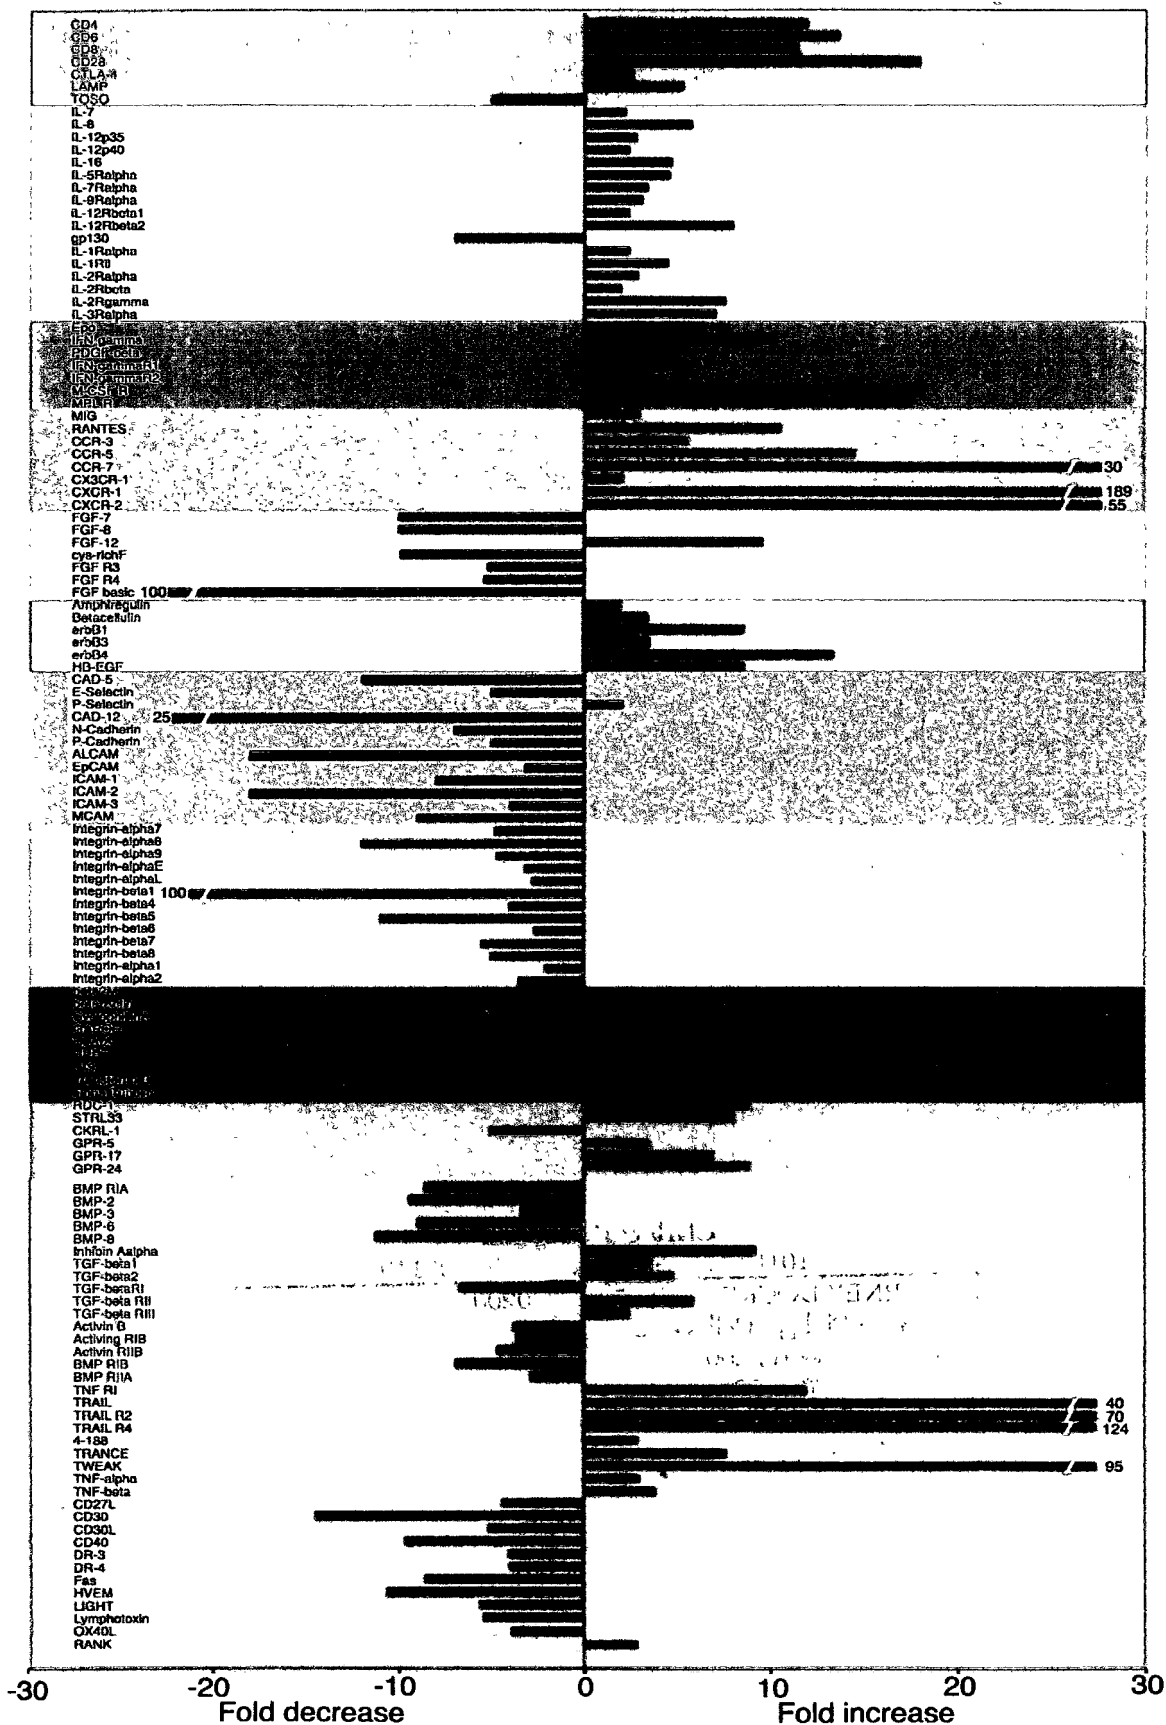 CD4
CD6
CD8
CD28
CTLA-4
LAMP
TOSO
IL-7
IL-8
IL-12p35
IL-12p40
IL-16
IL-5Ralpha
IL-7Ralpha
IL-9Ralpha
IL-12Rbeta1
IL-12Rbeta2
gp130
IL-1Ralpha
IL-1RII
IL-2Ralpha
IL-2Rbeta
IL-2Rgamma
IL-3Ralpha
IFN-gamma
IFN-gammaR1
IFN-gammaR2
MIG
RANTES
CCR-3
CCR-5
CCR-7 30
CX3CR-1
CXCR-1 189
CXCR-2 55
FGF-7
FGF-8
FGF-12
cys-richF
FGF R3
FGF R4
FGF basic 100
Amphiregulin
Betacellulin
erbB1
erbB3
erbB4
HB-EGF
CAD-5
E-Selectin
P-Selectin
CAD-12 25
N-Cadherin
P-Cadherin
ALCAM
EpCAM
ICAM-1
ICAM-2
ICAM-3
MCAM
Integrin-alpha7
Integrin-alpha8
Integrin-alpha9
Integrin-alphaE
Integrin-alphaL
Integrin-beta1 100
Integrin-beta4
Integrin-beta5
Integrin-beta6
Integrin-beta7
Integrin-beta8
Integrin-alpha1
Integrin-alpha2
RDC-1
STRL33
CKRL-1
GPR-5
GPR-17
GPR-24
BMP RIA
BMP-2
BMP-3
BMP-6
BMP-8
Inhibin Aalpha
TGF-beta1
TGF-beta2
TGF-betaRI
TGF-beta RII
TGF-beta RIII
Activin B
Activing RIB
Activin RIIB
BMP RIB
BMP RIIA
TNF RI
TRAIL 40
TRAIL R2 70
TRAIL R4 124
4-188
TRANCE
TWEAK 95
TNF-alpha
TNF-beta
CD27L
CD30
CD30L
CD40
DR-3
DR-4
Fas
HVEM
LIGHT
Lymphotoxin
OX40L
RANK
-30 -20 -10 0 10 20 30
Fold decrease Fold increase